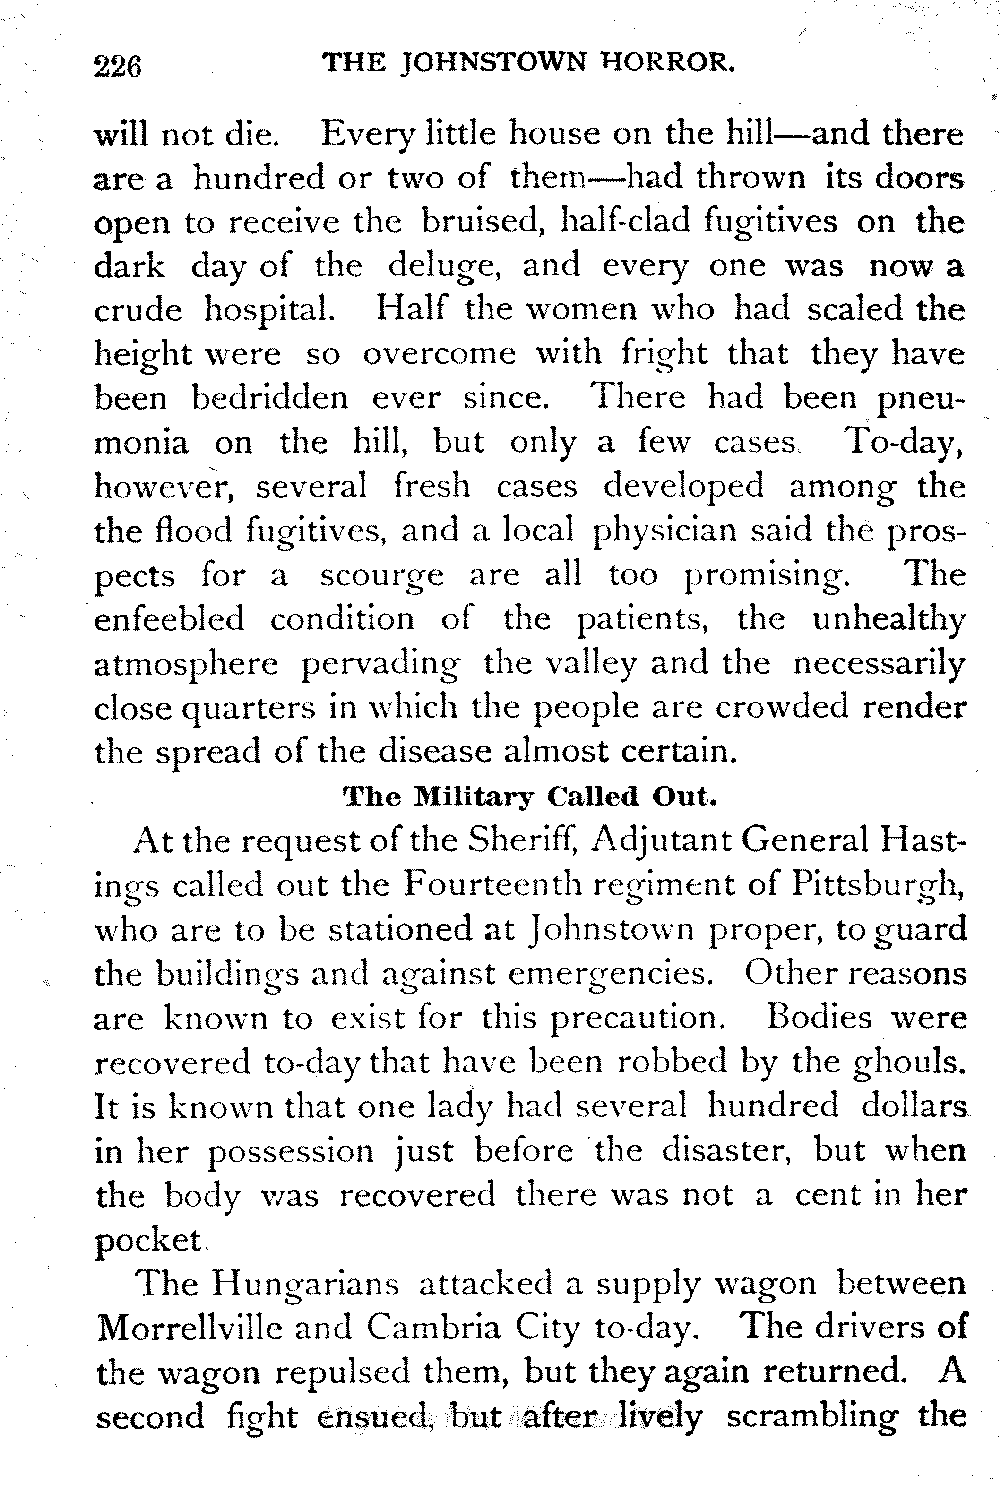 226 THE JOHNSTOWN HORROR.
will not die. Every little house on the hill—and there
are a hundred or two of them—had thrown its doors
open to receive the bruised, half-clad fugitives on the
dark day of the deluge, and every one was now a
crude hospital. Half the women who had scaled the
height were so overcome with fright that they have
been bedridden ever since. There had been pneu-
monia on the hill, but only a few cases. To-day,
however, several fresh cases developed among the
the flood fugitives, and a local physician said the pros-
pects for a scourge are all too promising. The
enfeebled condition of the patients, the unhealthy
atmosphere pervading the valley and the necessarily
close quarters in which the people are crowded render
the spread of the disease almost certain.
The Military Called Out.
At the request of the Sheriff, Adjutant General Hast-
ings called out the Fourteenth regiment of Pittsburgh,
who are to be stationed at Johnstown proper, to guard
the buildings and against emergencies. Other reasons
are known to exist for this precaution. Bodies were
recovered to-day that have been robbed by the ghouls.
It is known that one lady had several hundred dollars
in her possession just before the disaster, but when
the body was recovered there was not a cent in her
pocket.
The Hungarians attacked a supply wagon between
Morrellville and Cambria City to-day. The drivers of
the wagon repulsed them, but they again returned. A
second fight ensued, but after lively scrambling the